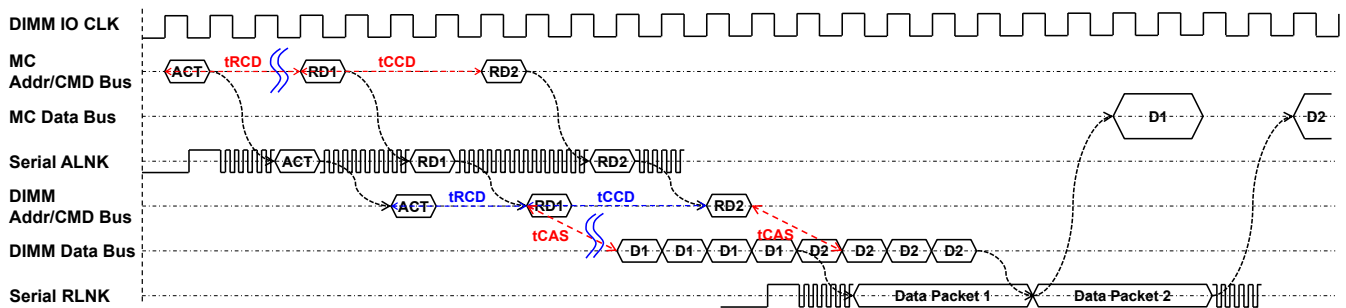 DIMM IO CLK
MC
Addr/CMD Bus
ACT
tRCD
RD1
tCCD
RD2
MC Data Bus
D1
D2
Serial ALNK
ACT
RD1
RD2
DIMM
Addr/CMD Bus
ACT
tRCD
RD1
tCCD
RD2
tCAS
tCAS
DIMM Data Bus
D1
D1
D1
D1
D2
D2
D2
D2
Serial RLNK
Data Packet 1
Data Packet 2